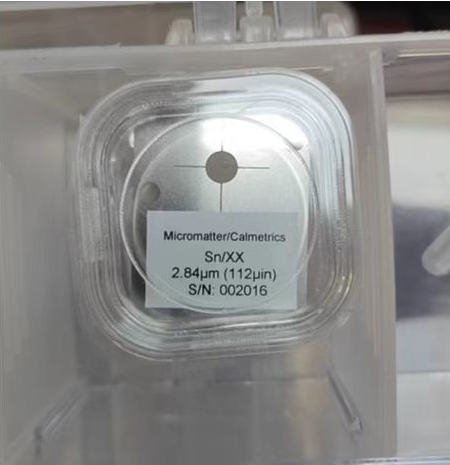 Micromatter/Calmetrics
Sn/XX
2.84µm (112µin)
S/N: 002016